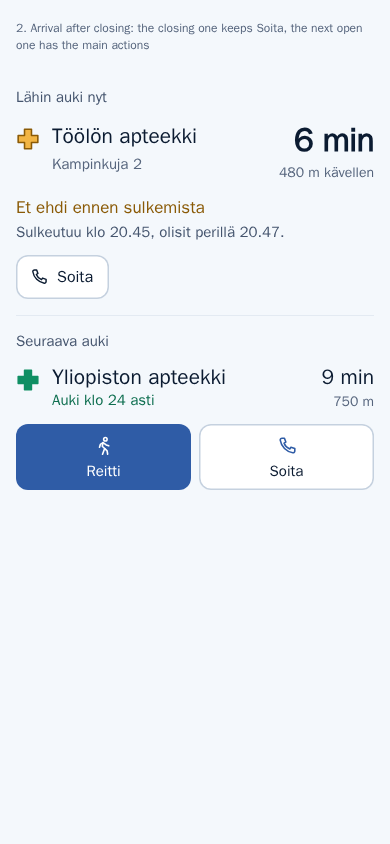 2. Arrival after closing: the closing one keeps Soita, the next open
one has the main actions
Lähin auki nyt
Töölön apteekki
6 min
Kampinkuja 2
480 m kävellen
Et ehdi ennen sulkemista
Sulkeutuu klo 20.45, olisit perillä 20.47.
Soita
Seuraava auki
Yliopiston apteekki
9 min
Auki klo 24 asti
750 m
Reitti
Soita